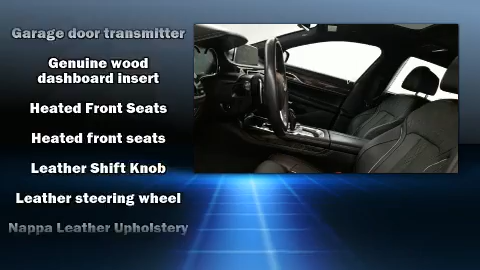 Garage door transmitter
Genuine wood
dashboard insert
Heated Front Seats
Heated front seats
Leather Shift Knob
Leather steering wheel
Nappa Leather Upholstery